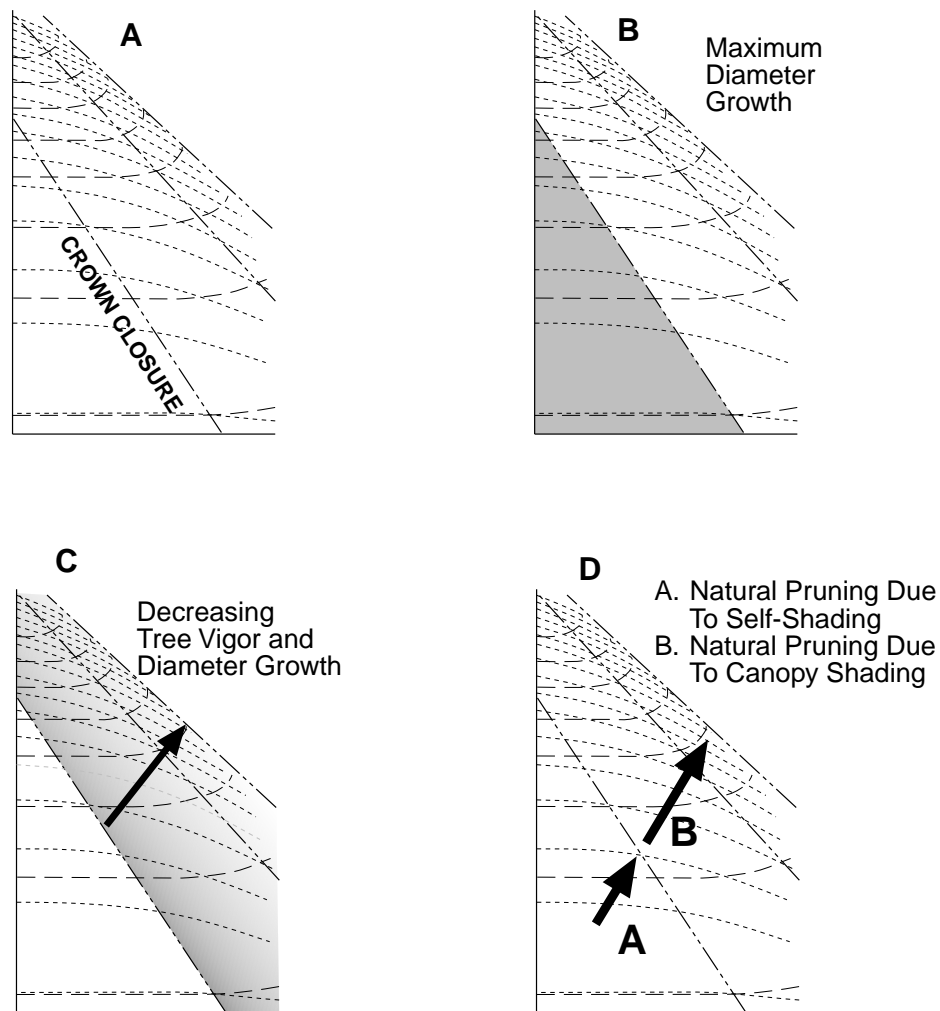 A
CROWN CLOSURE
B
Maximum
Diameter
Growth
C
Decreasing
Tree Vigor and
Diameter Growth
D
A. Natural Pruning Due
To Self-Shading
B. Natural Pruning Due
To Canopy Shading
B
A